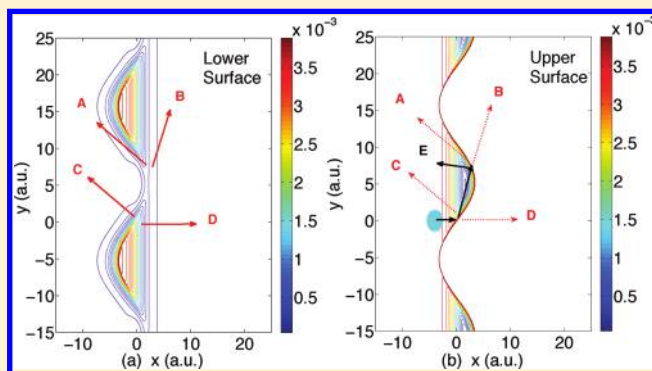 x 10⁻³
x 10⁻³
25
20
15
10
5
0
−5
−10
−15
y (a.u.)
Lower
Surface
A
B
C
D
−10
0
10
20
(a) x (a.u.)
3.5
3
2.5
2
1.5
1
0.5
25
20
15
10
5
0
−5
−10
−15
y (a.u.)
Upper
Surface
A
B
E
C
D
−10
0
10
20
(b) x (a.u.)
3.5
3
2.5
2
1.5
1
0.5